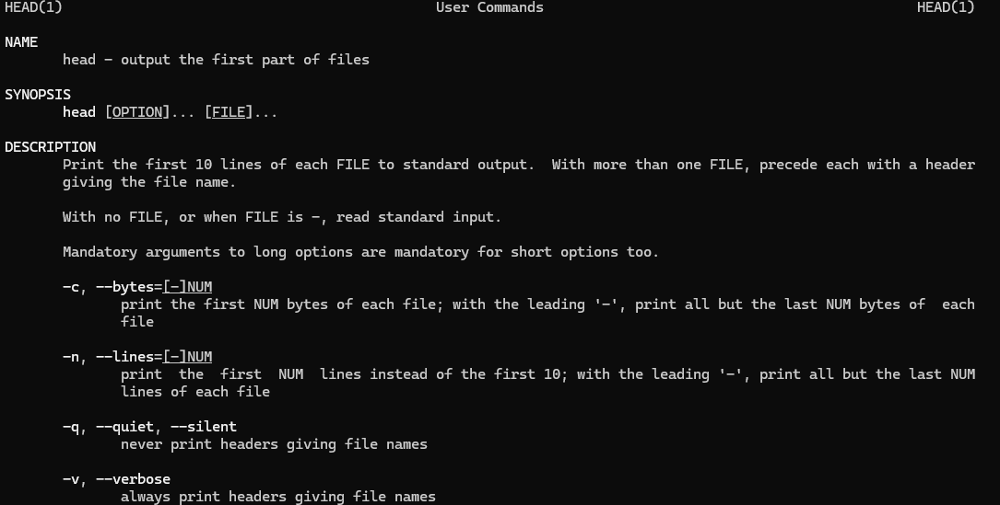 HEAD(1) User Commands HEAD(1)
NAME
head - output the first part of files
SYNOPSIS
head [OPTION]... [FILE]...
DESCRIPTION
Print the first 10 lines of each FILE to standard output. With more than one FILE, precede each with a header
giving the file name.
With no FILE, or when FILE is -, read standard input.
Mandatory arguments to long options are mandatory for short options too.
-c, --bytes=[-]NUM
print the first NUM bytes of each file; with the leading '-', print all but the last NUM bytes of each
file
-n, --lines=[-]NUM
print the first NUM lines instead of the first 10; with the leading '-', print all but the last NUM
lines of each file
-q, --quiet, --silent
never print headers giving file names
-v, --verbose
always print headers giving file names